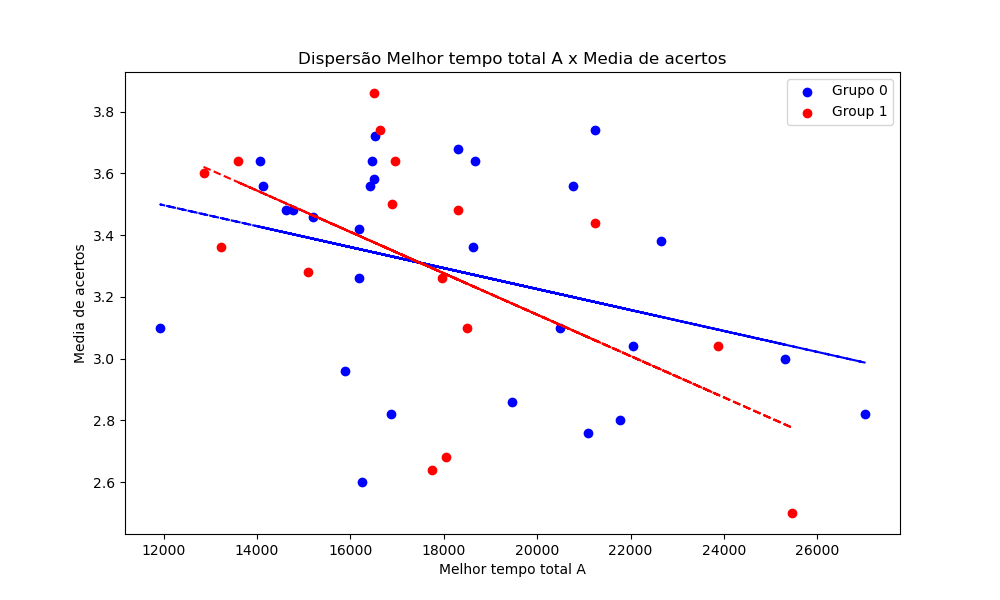 Dispersão Melhor tempo total A x Media de acertos
Grupo 0
Group 1
Media de acertos
3.8
3.6
3.4
3.2
3.0
2.8
2.6
12000 14000 16000 18000 20000 22000 24000 26000
Melhor tempo total A